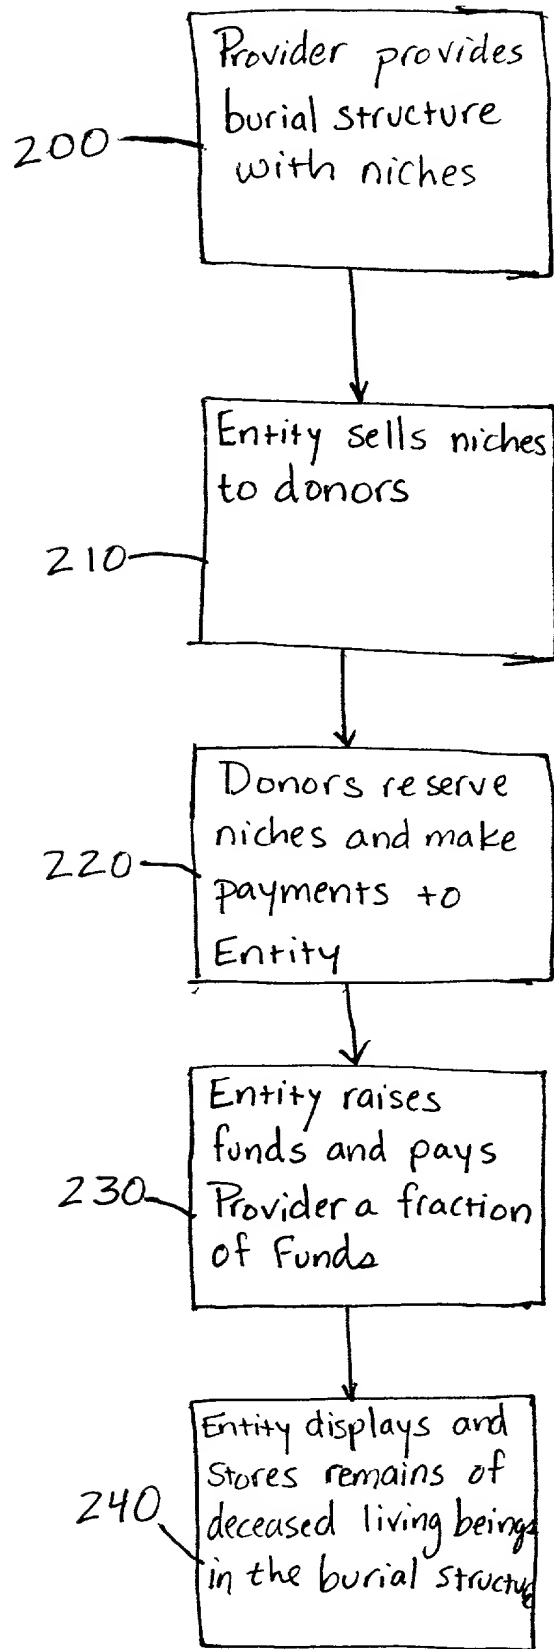 Provider provides
burial structure
with niches
200
Entity sells niches
to donors
210
Donors reserve
niches and make
payments to
Entity
220
Entity raises
funds and pays
Provider a fraction
of Funds
230
Entity displays and
Stores remains of
deceased living beings
in the burial structure
240